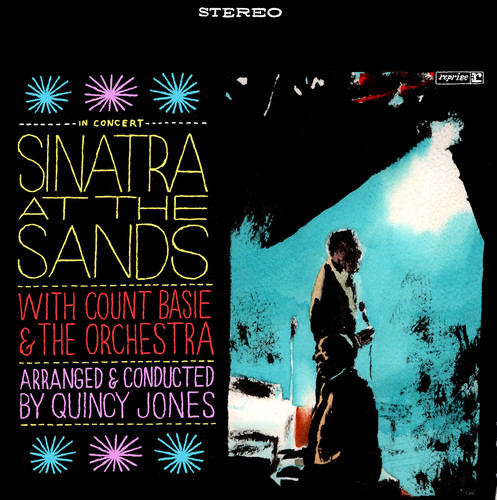 STEREO
reprise r
IN CONCERT
SINATRA
AT THE
SANDS
WITH COUNT BASIE
& THE ORCHESTRA
ARRANGED & CONDUCTED
BY QUINCY JONES